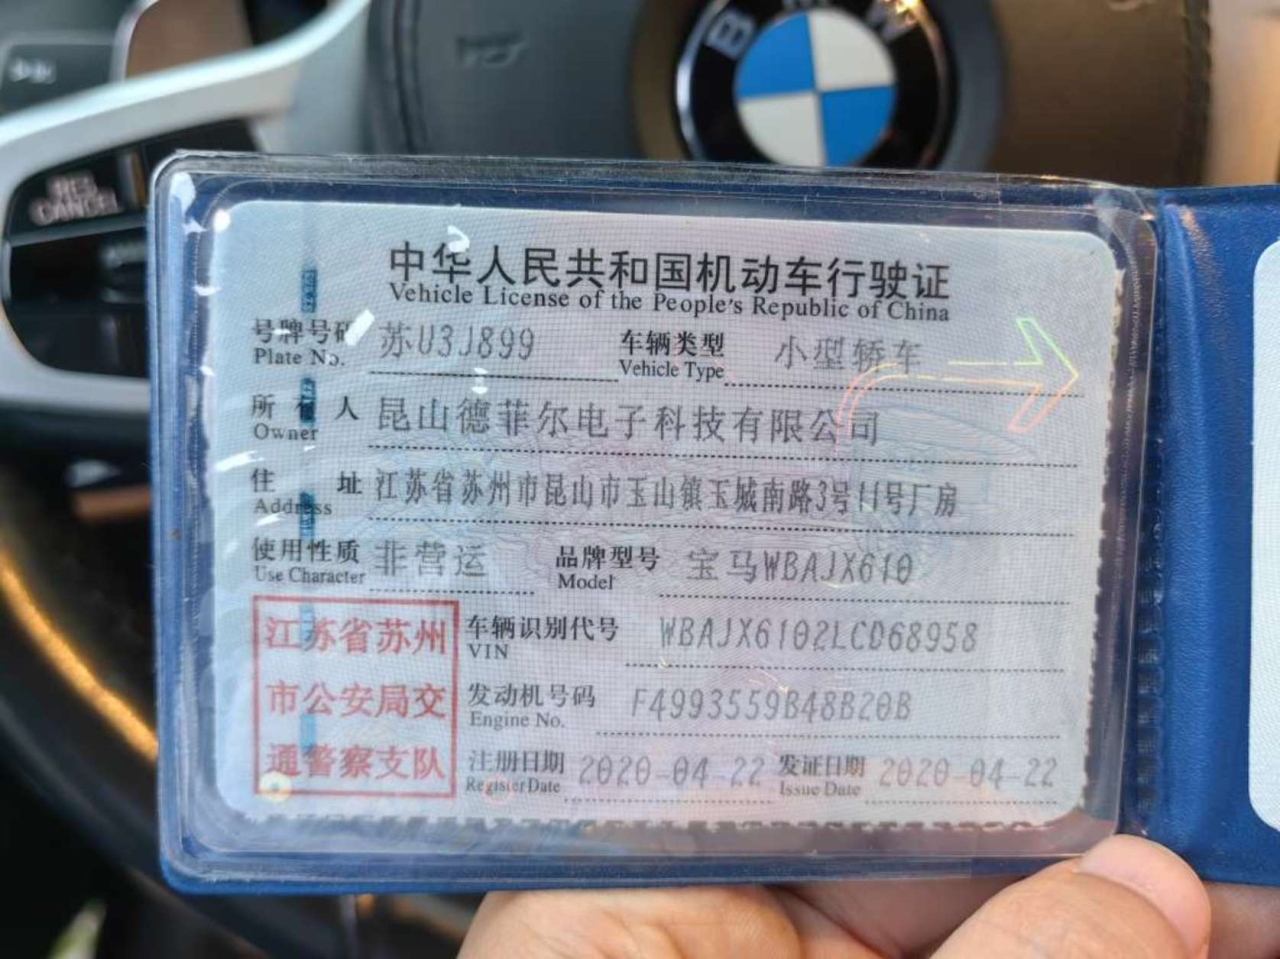 BMW
RES
CANCEL
中华人民共和国机动车行驶证
Vehicle License of the People's Republic of China
号牌号码 苏U3J899 车辆类型 小型轿车
Plate No. Vehicle Type
所有人 昆山德菲尔电子科技有限公司
Owner
住址 江苏省苏州市昆山市玉山镇玉城南路3号11号厂房
Address
使用性质 非营运 品牌型号 宝马WBAJX610
Use Character Model
江苏省苏州 车辆识别代号 WBAJX6102LCD68958
VIN
市公安局交 发动机号码 F4993559B48B20B
Engine No.
通警察支队 注册日期 2020-04-22 发证日期 2020-04-22
Register Date Issue Date